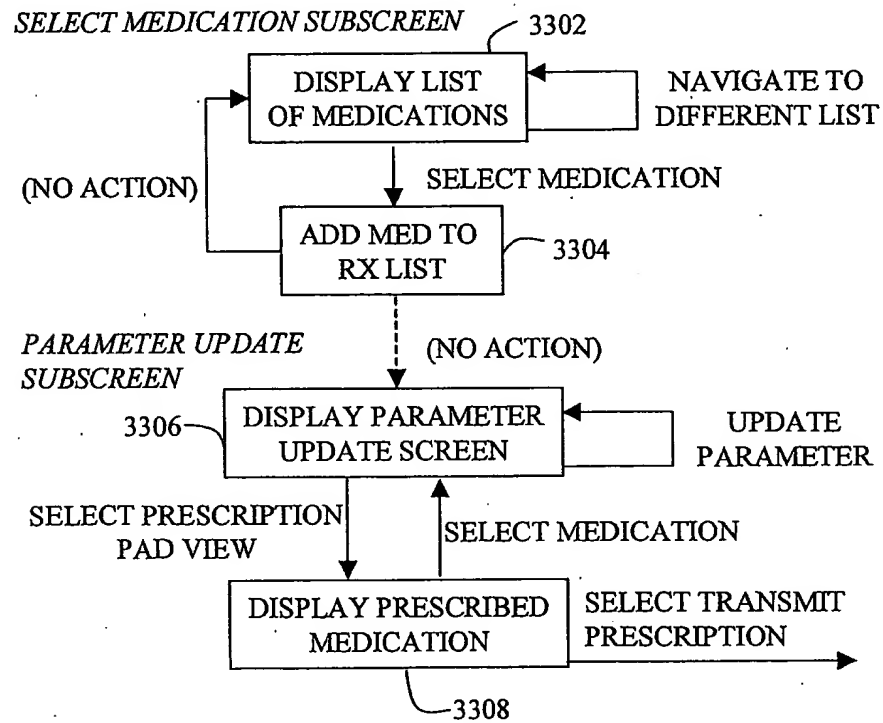 SELECT MEDICATION SUBSCREEN
3302
DISPLAY LIST
OF MEDICATIONS
NAVIGATE TO
DIFFERENT LIST
(NO ACTION)
SELECT MEDICATION
ADD MED TO
RX LIST
3304
PARAMETER UPDATE
SUBSCREEN
(NO ACTION)
3306
DISPLAY PARAMETER
UPDATE SCREEN
UPDATE
PARAMETER
SELECT PRESCRIPTION
PAD VIEW
SELECT MEDICATION
DISPLAY PRESCRIBED
MEDICATION
SELECT TRANSMIT
PRESCRIPTION
3308